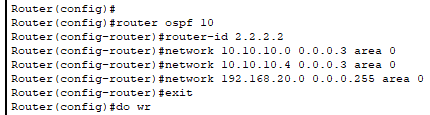 Router(config)#
Router(config)#router ospf 10
Router(config-router)#router-id 2.2.2.2
Router(config-router)#network 10.10.10.0 0.0.0.3 area 0
Router(config-router)#network 10.10.10.4 0.0.0.3 area 0
Router(config-router)#network 192.168.20.0 0.0.0.255 area 0
Router(config-router)#exit
Router(config)#do wr